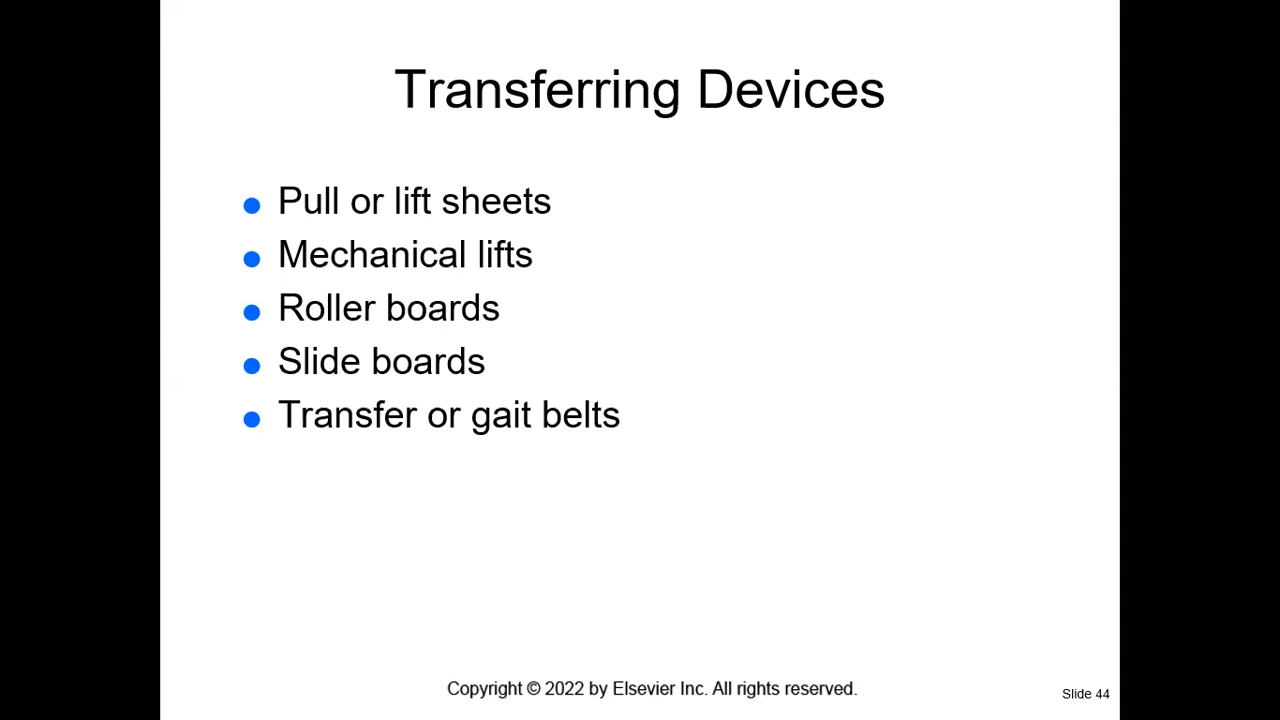 Transferring Devices
● Pull or lift sheets
● Mechanical lifts
● Roller boards
● Slide boards
● Transfer or gait belts
Copyright © 2022 by Elsevier Inc. All rights reserved.
Slide 44